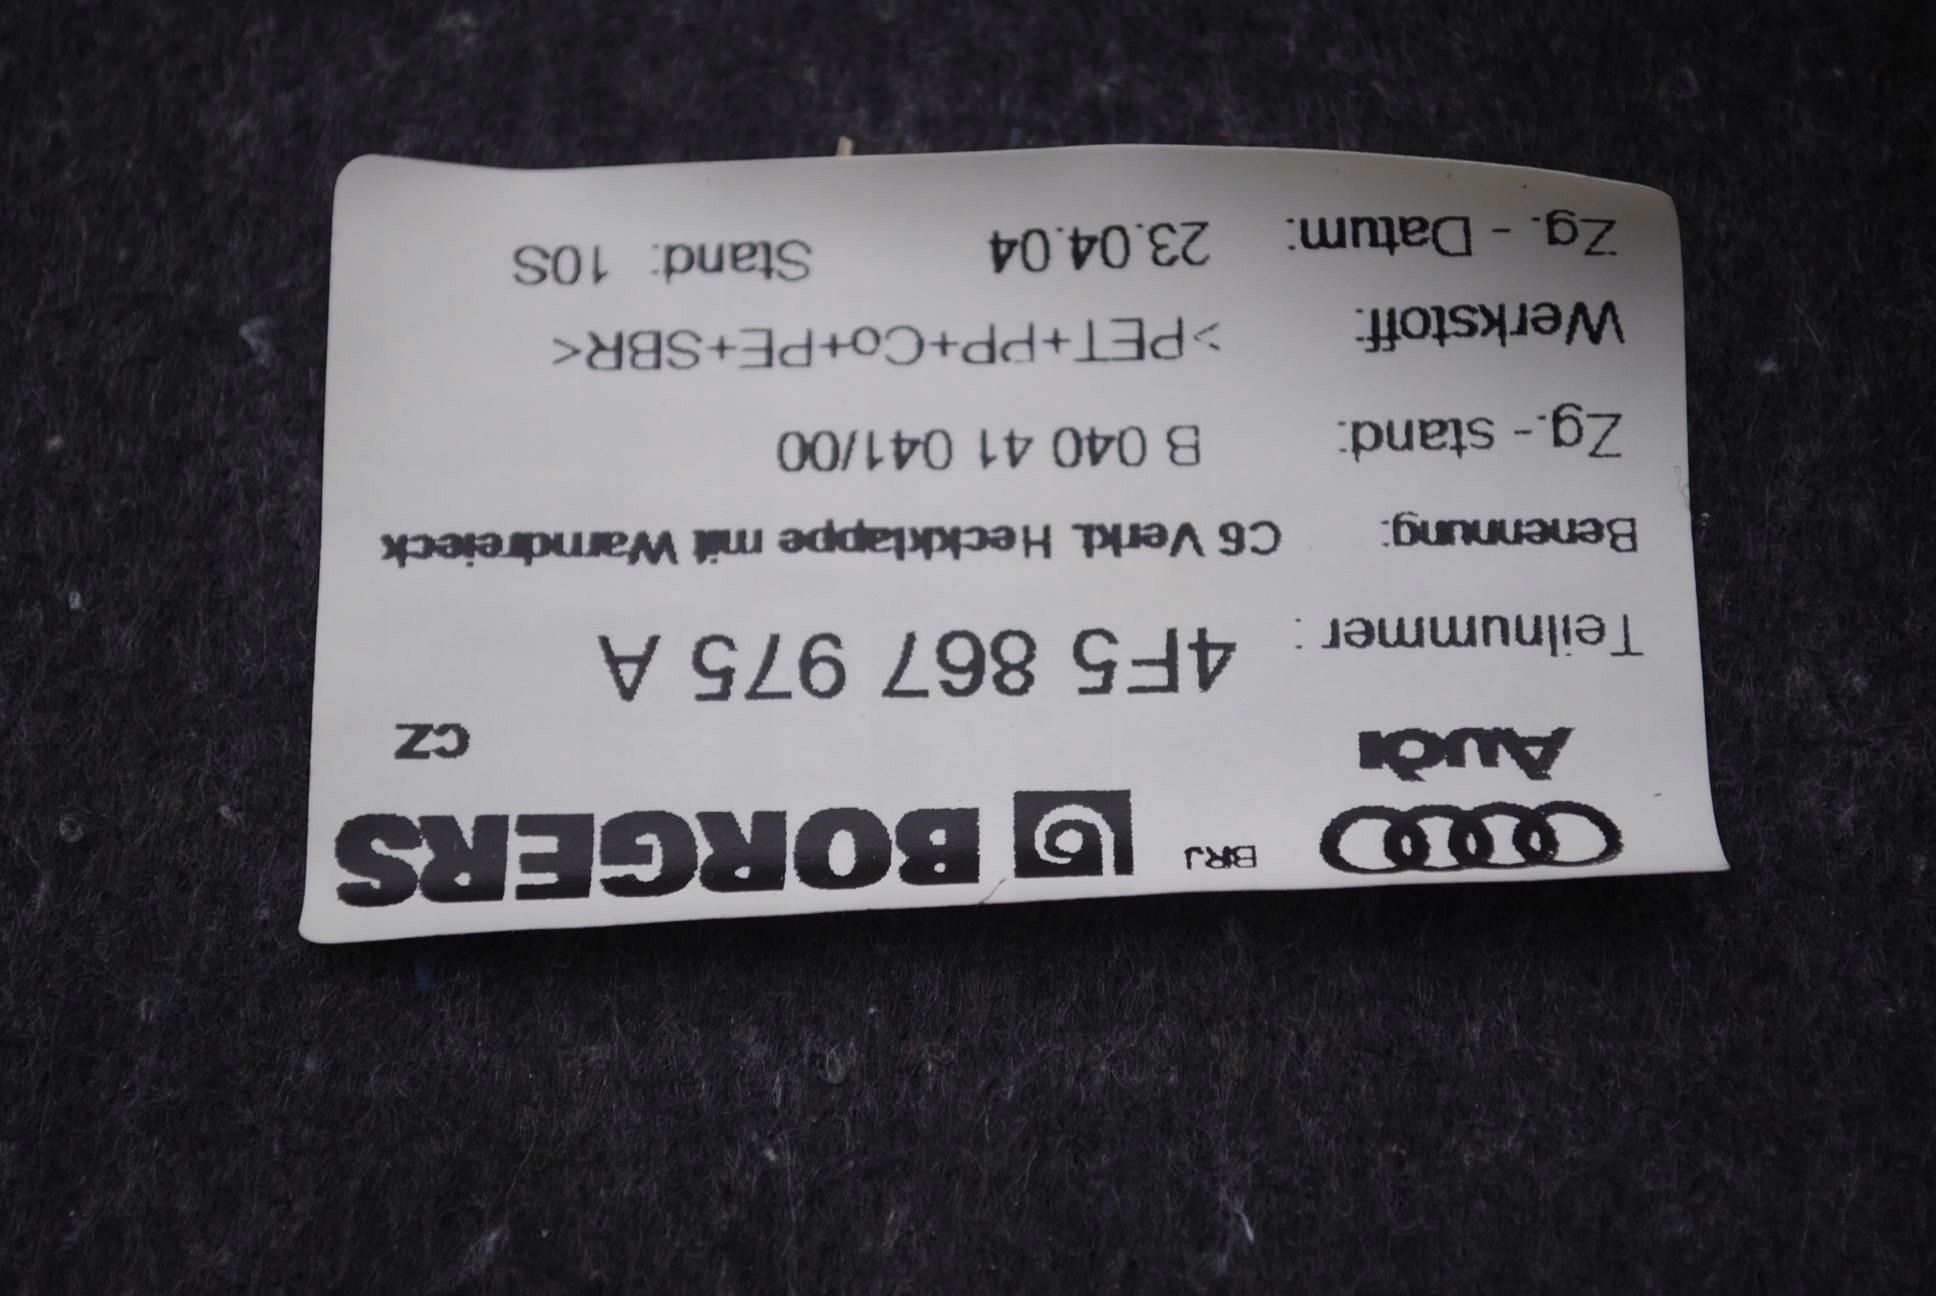 BRJ BORGERS
Audi CZ
Teilnummer : 4F5 867 975 A
Benennung: C6 Verkl. Heckklappe mit Warndreieck
Zg.- stand: B 040 41 041/00
Werkstoff: >PET+PP+Co+PE+SBR<
Zg. - Datum: 23.04.04 Stand: 10S